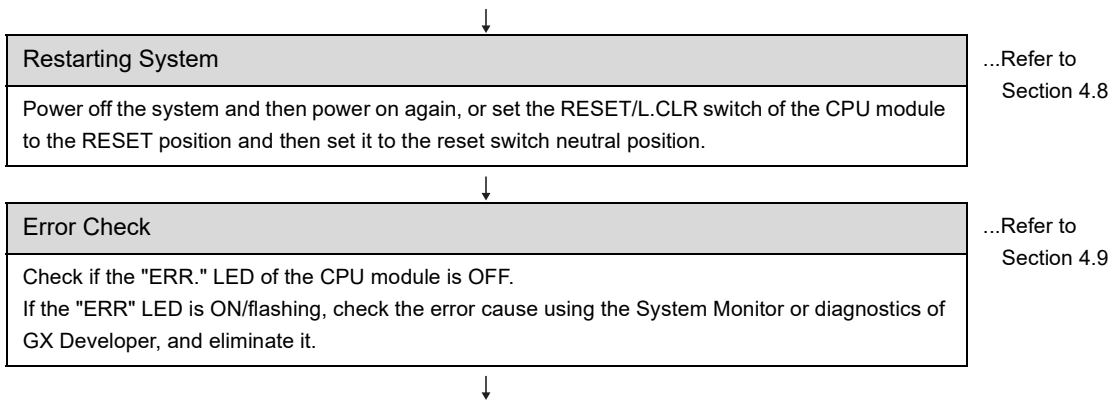 Restarting System
...Refer to
Section 4.8
Power off the system and then power on again, or set the RESET/L.CLR switch of the CPU module
to the RESET position and then set it to the reset switch neutral position.
Error Check
...Refer to
Section 4.9
Check if the "ERR." LED of the CPU module is OFF.
If the "ERR" LED is ON/flashing, check the error cause using the System Monitor or diagnostics of
GX Developer, and eliminate it.